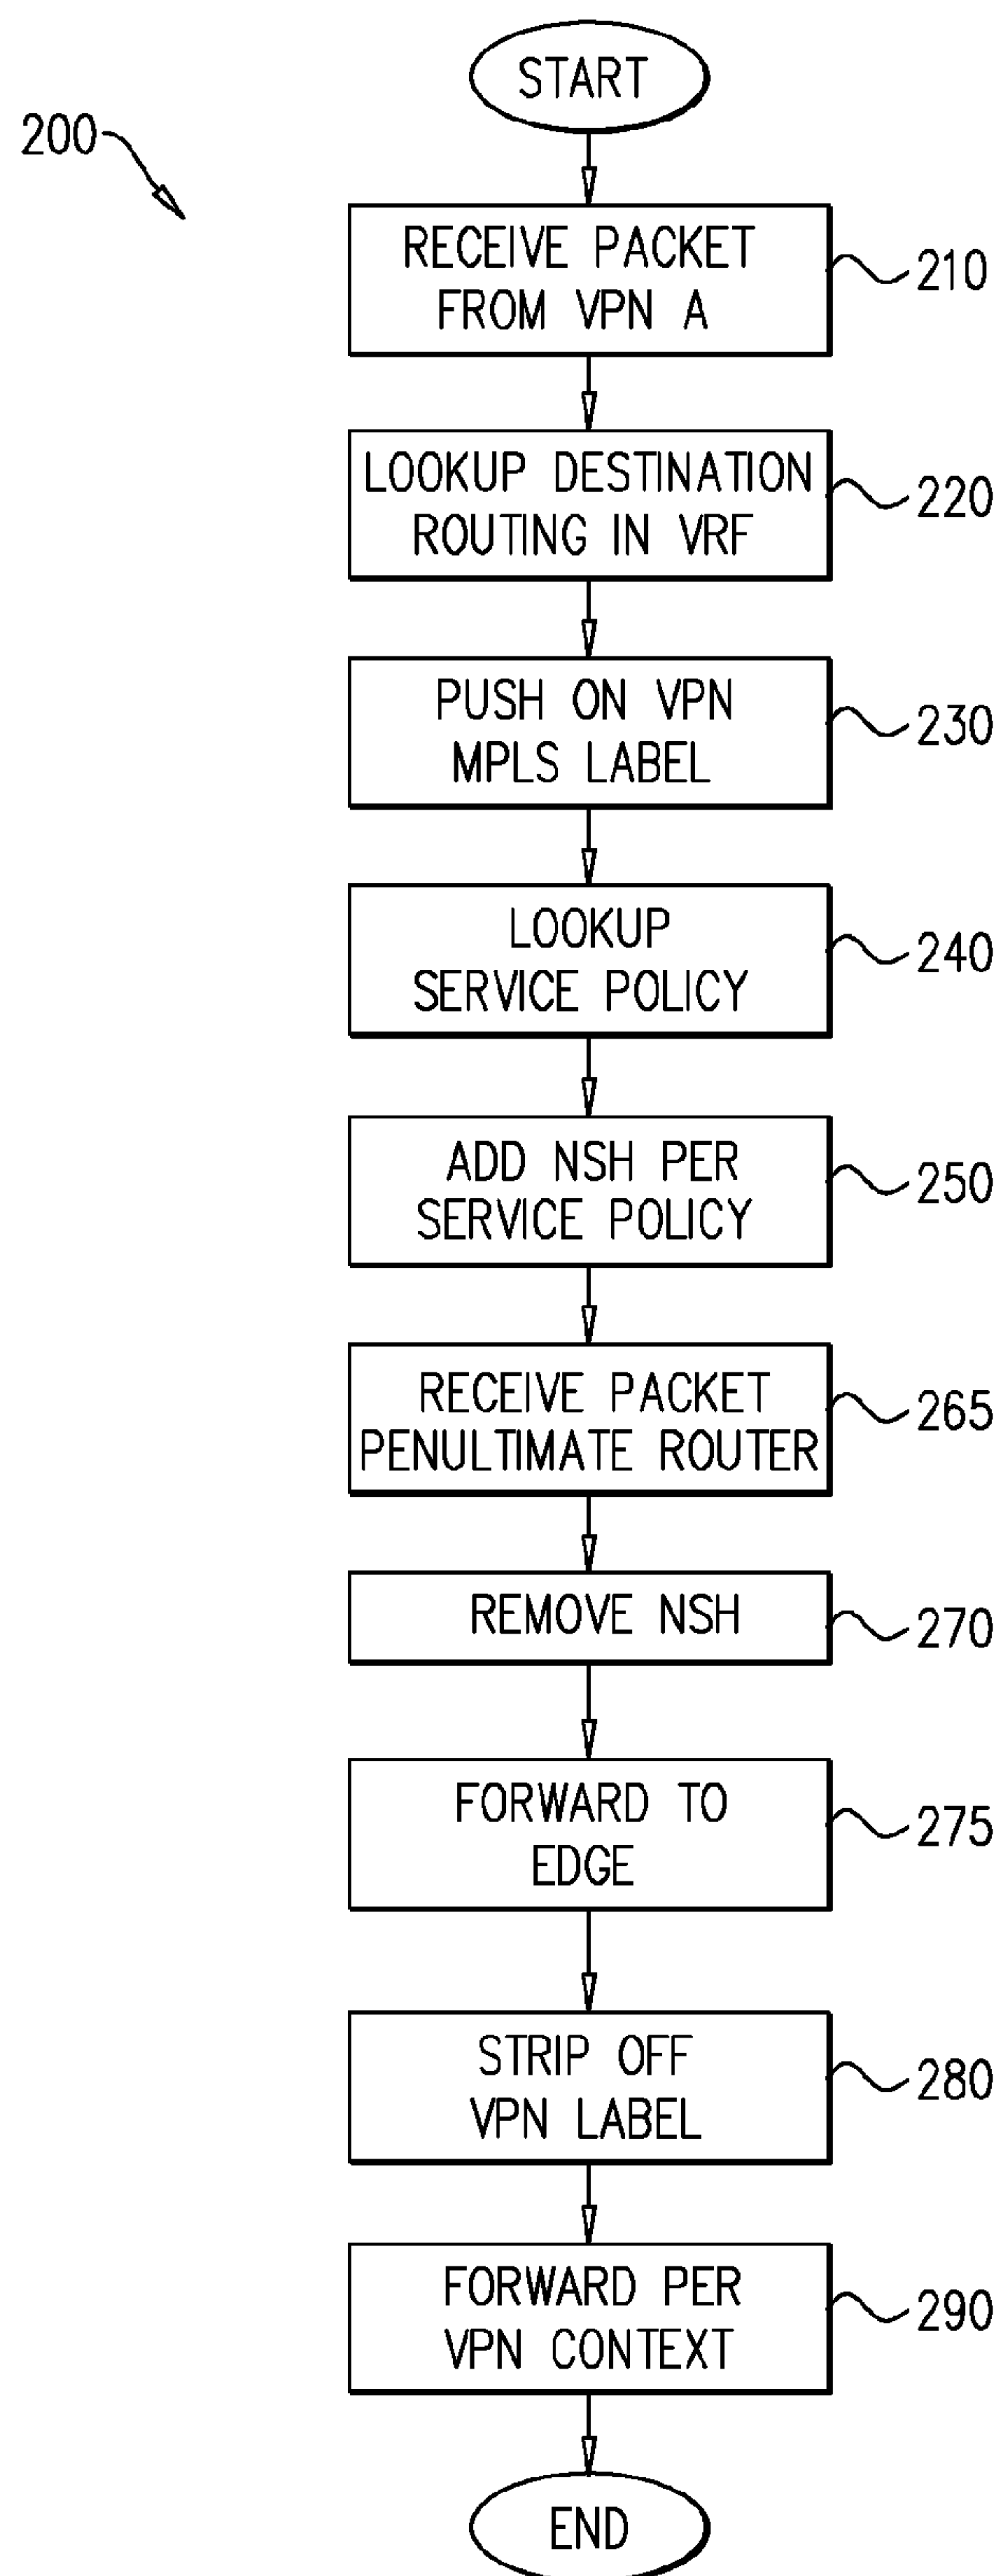 START
200
RECEIVE PACKET
FROM VPN A
210
LOOKUP DESTINATION
ROUTING IN VRF
220
PUSH ON VPN
MPLS LABEL
230
LOOKUP
SERVICE POLICY
240
ADD NSH PER
SERVICE POLICY
250
RECEIVE PACKET
PENULTIMATE ROUTER
265
REMOVE NSH
270
FORWARD TO
EDGE
275
STRIP OFF
VPN LABEL
280
FORWARD PER
VPN CONTEXT
290
END